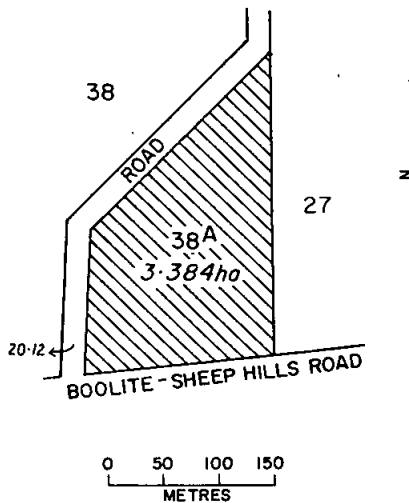 38
ROAD
27
N
38A
3·384ha
20·12
BOOLITE-SHEEP HILLS ROAD
0 50 100 150
METRES